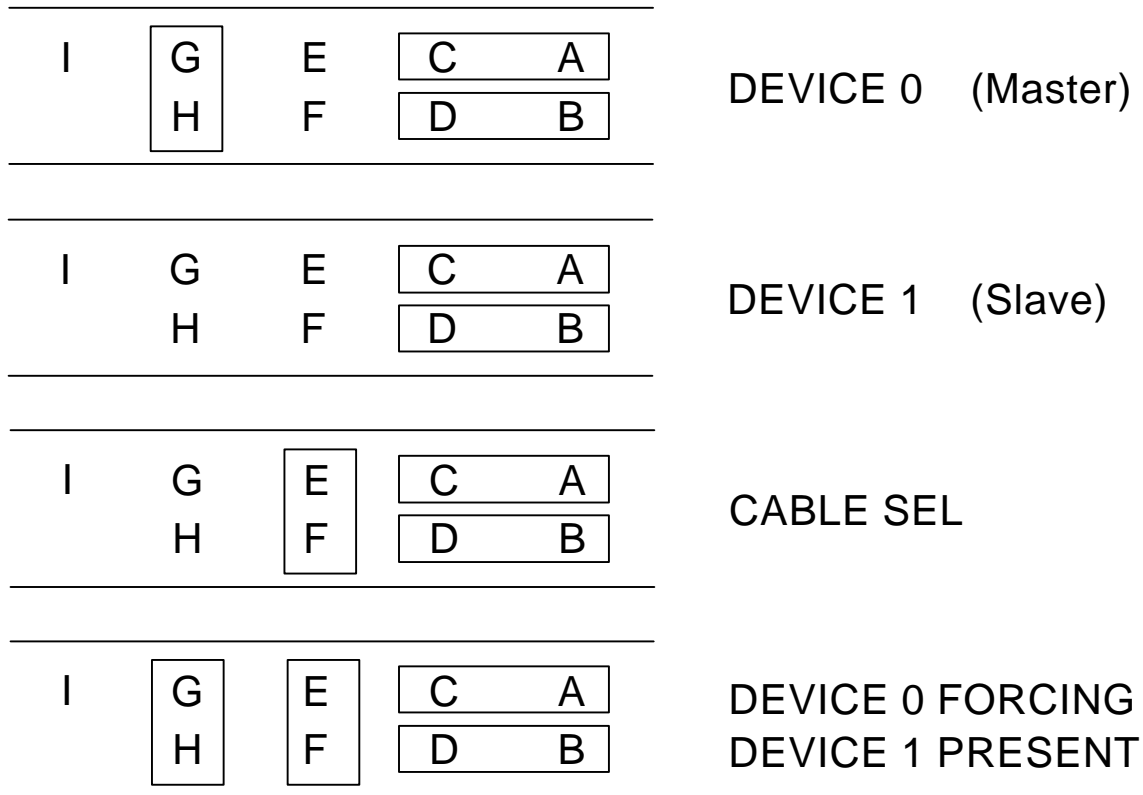 I G E C A
H F D B
DEVICE 0 (Master)
I G E C A
H F D B
DEVICE 1 (Slave)
I G E C A
H F D B
CABLE SEL
I G E C A
H F D B
DEVICE 0 FORCING
DEVICE 1 PRESENT